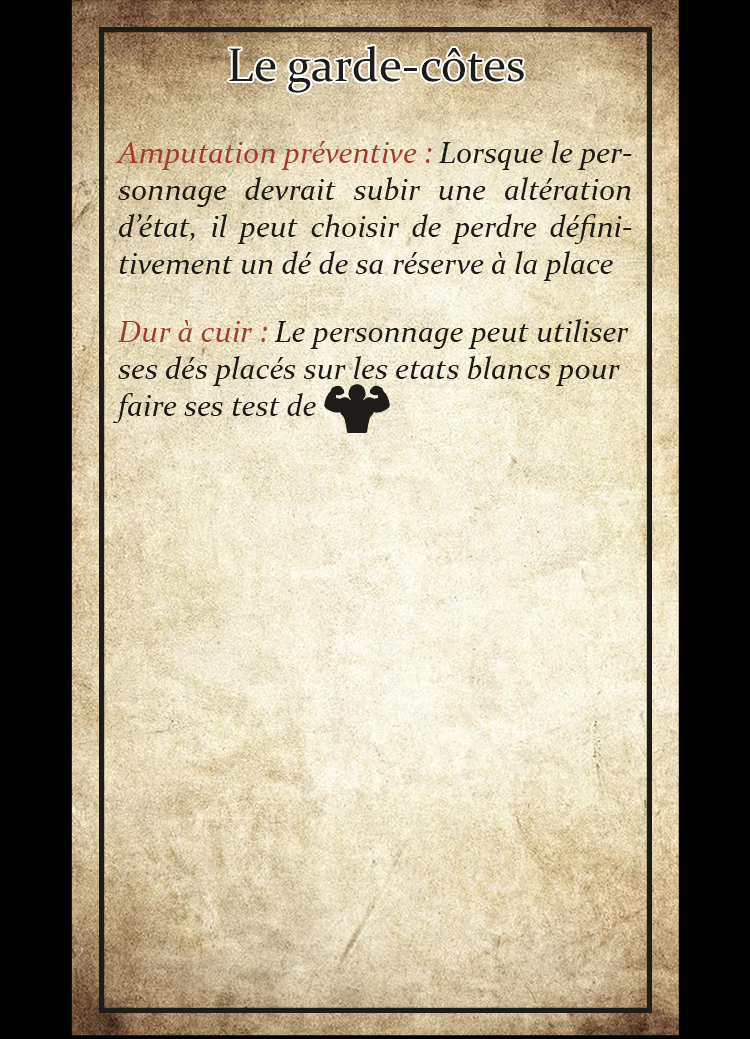 Le garde-côtes
Amputation préventive : Lorsque le per-
sonnage devrait subir une altération
d’état, il peut choisir de perdre défini-
tivement un dé de sa réserve à la place
Dur à cuir : Le personnage peut utiliser
ses dés placés sur les etats blancs pour
faire ses test de